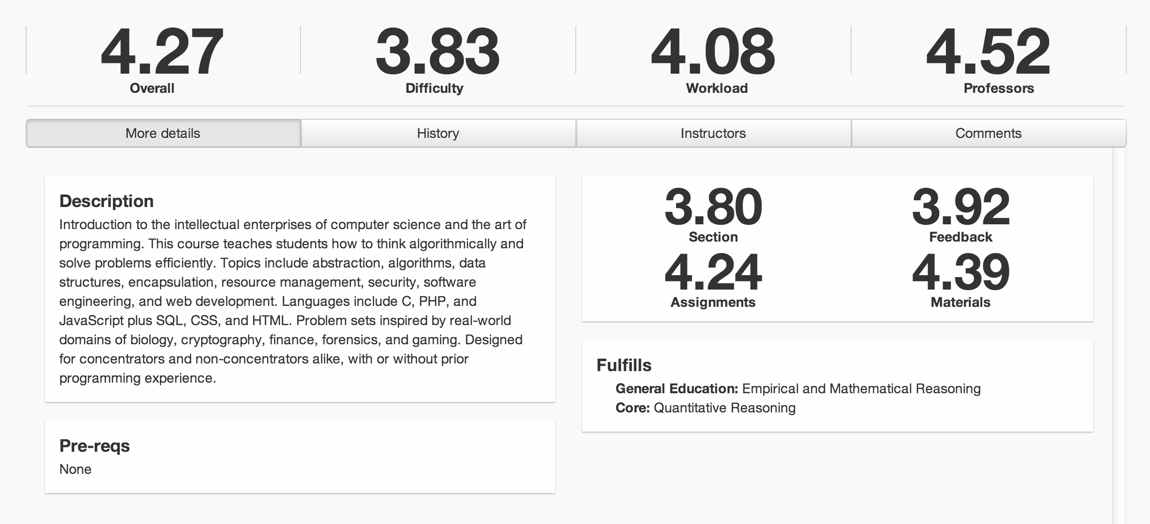 4.27 3.83 4.08 4.52
Overall Difficulty Workload Professors
More details History Instructors Comments
Description
Introduction to the intellectual enterprises of computer science and the art of
programming. This course teaches students how to think algorithmically and
solve problems efficiently. Topics include abstraction, algorithms, data
structures, encapsulation, resource management, security, software
engineering, and web development. Languages include C, PHP, and
JavaScript plus SQL, CSS, and HTML. Problem sets inspired by real-world
domains of biology, cryptography, finance, forensics, and gaming. Designed
for concentrators and non-concentrators alike, with or without prior
programming experience.
Pre-reqs
None
3.80 3.92
Section Feedback
4.24 4.39
Assignments Materials
Fulfills
General Education: Empirical and Mathematical Reasoning
Core: Quantitative Reasoning